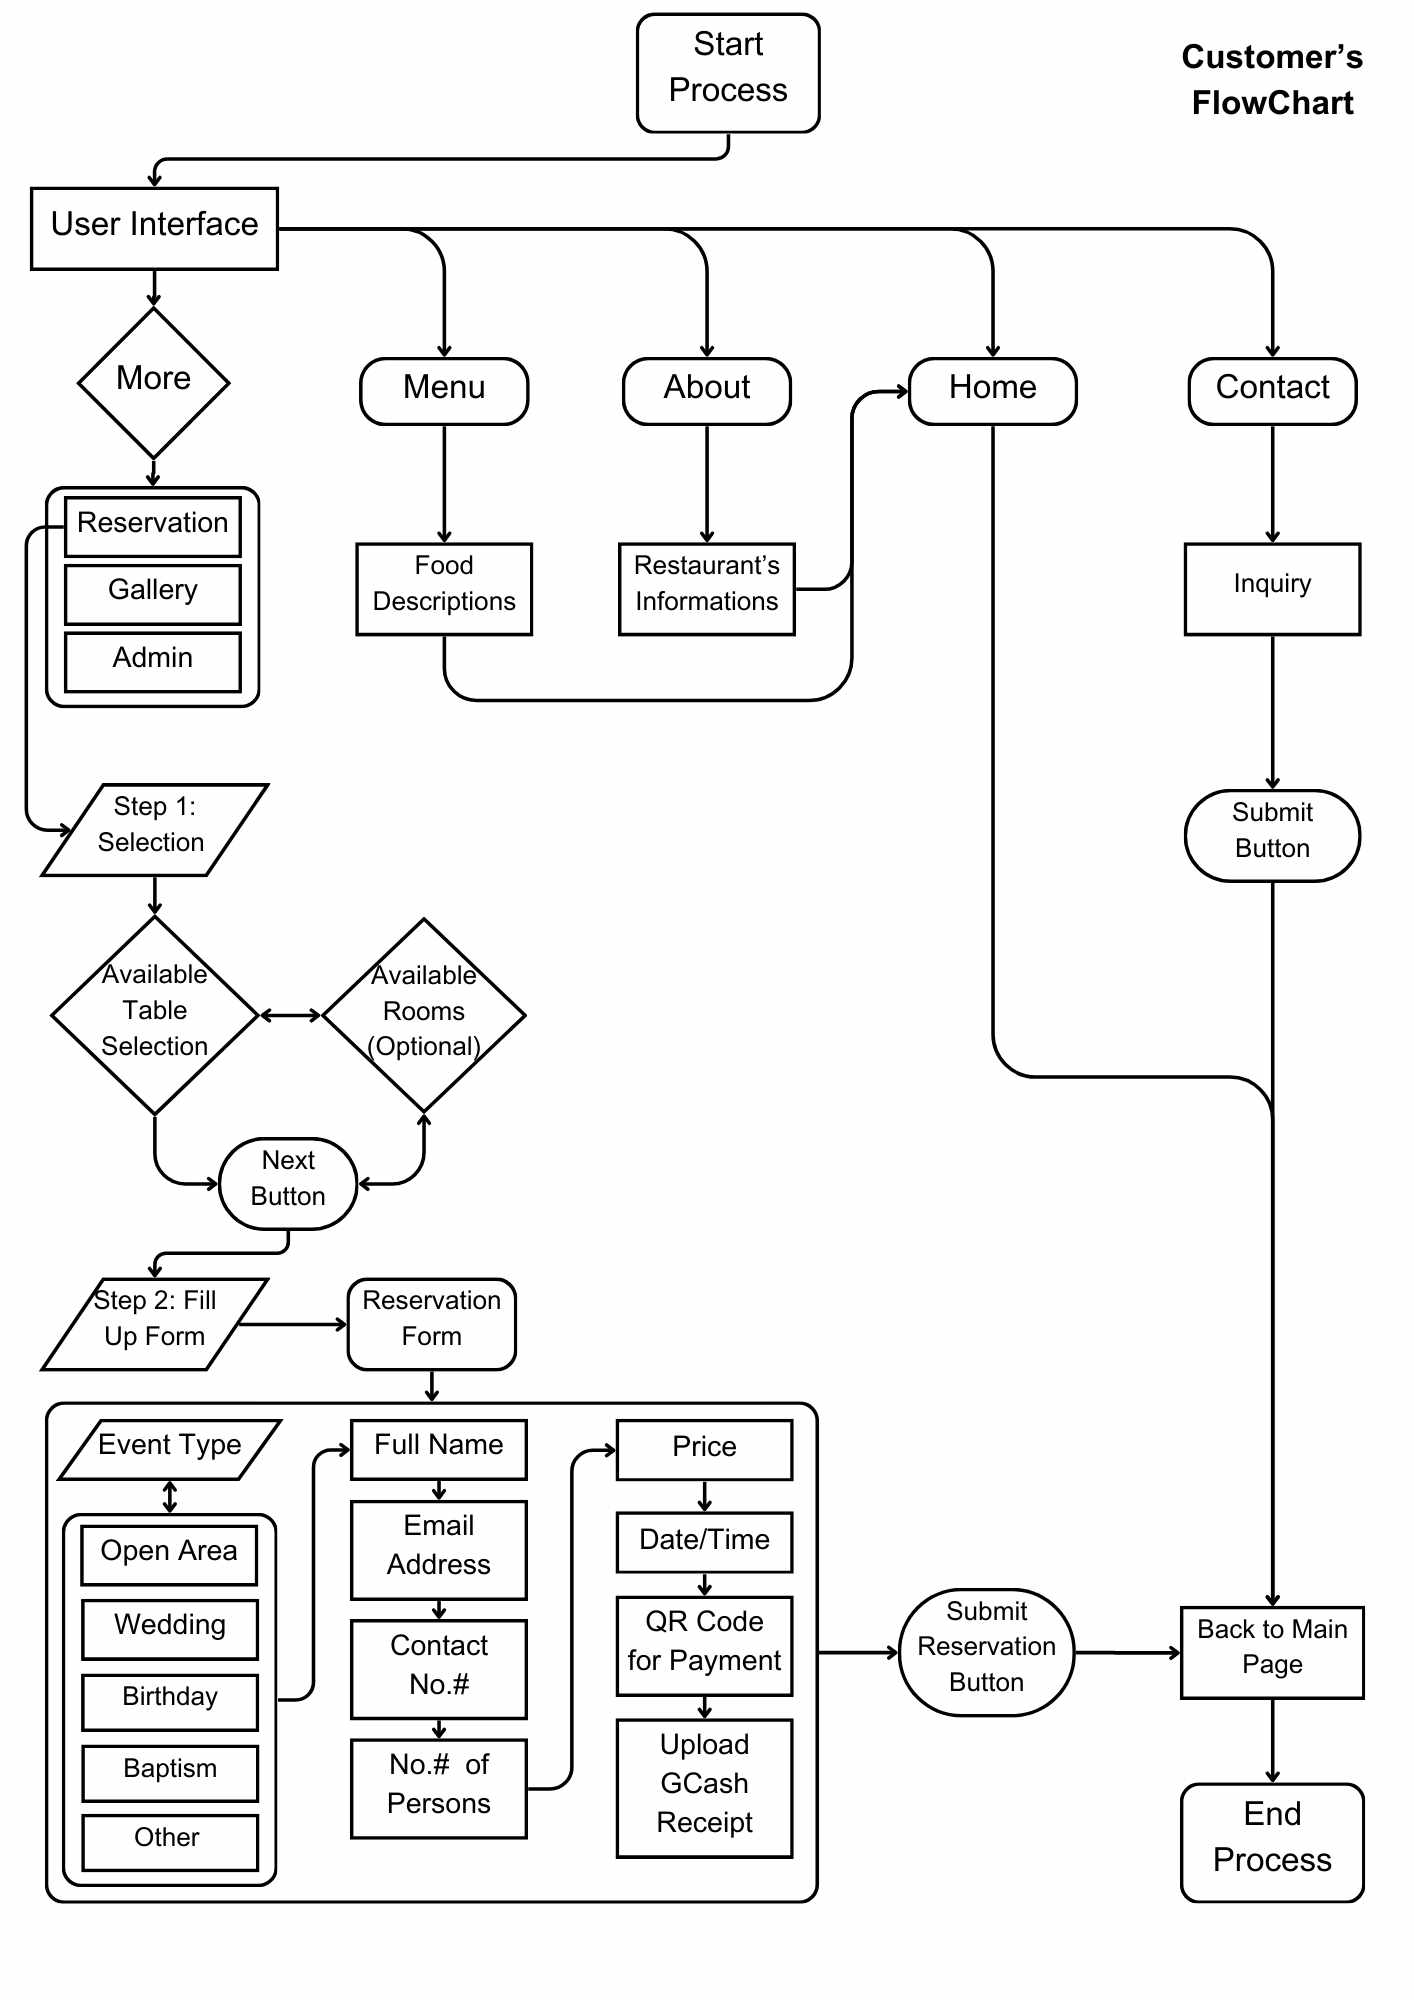 Start
Process
Customer’s
FlowChart
User Interface
More
Menu
About
Home
Contact
Reservation
Gallery
Admin
Food
Descriptions
Restaurant’s
Informations
Inquiry
Step 1:
Selection
Submit
Button
Available
Table
Selection
Available
Rooms
(Optional)
Next
Button
Step 2: Fill
Up Form
Reservation
Form
Event Type
Open Area
Wedding
Birthday
Baptism
Other
Full Name
Email
Address
Contact
No.#
No.# of
Persons
Price
Date/Time
QR Code
for Payment
Upload
GCash
Receipt
Submit
Reservation
Button
Back to Main
Page
End
Process